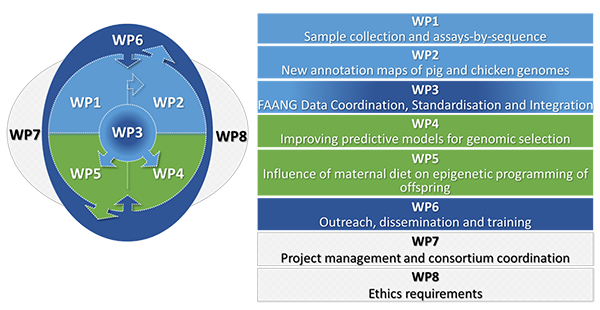 WP6
WP1
WP2
WP7
WP3
WP8
WP5
WP4
WP1
Sample collection and assays-by-sequence
WP2
New annotation maps of pig and chicken genomes
WP3
FAANG Data Coordination, Standardisation and Integration
WP4
Improving predictive models for genomic selection
WP5
Influence of maternal diet on epigenetic programming of
offspring
WP6
Outreach, dissemination and training
WP7
Project management and consortium coordination
WP8
Ethics requirements